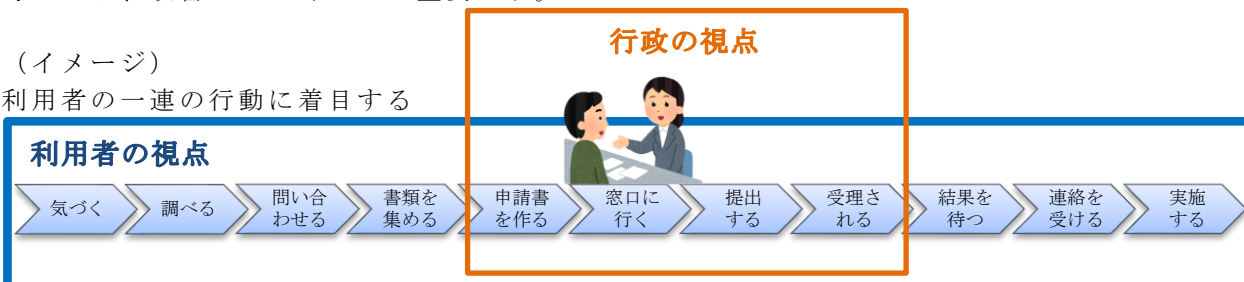 行政の視点
（イメージ）
利用者の一連の行動に着目する
利用者の視点
気づく
調べる
問い合
わせる
書類を
集める
申請書
を作る
窓口に
行く
提出
する
受理さ
れる
結果を
待つ
連絡を
受ける
実施
する